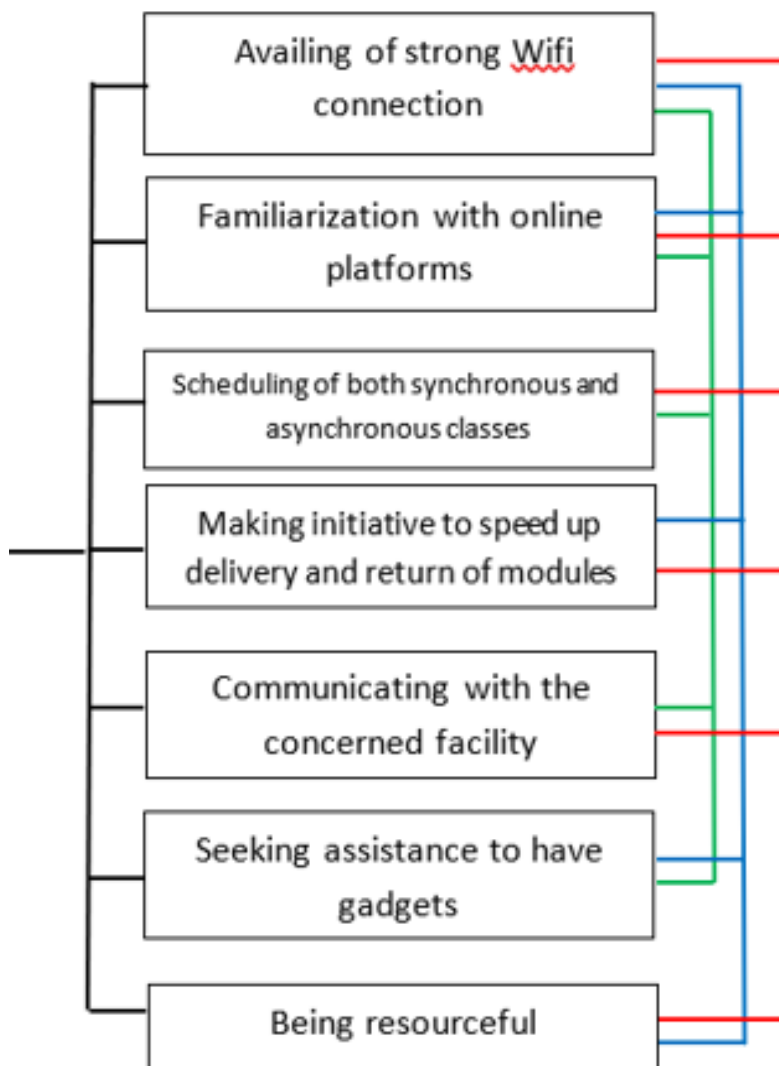 Availing of strong Wifi
connection
Familiarization with online
platforms
Scheduling of both synchronous and
asynchronous classes
Making initiative to speed up
delivery and return of modules
Communicating with the
concerned facility
Seeking assistance to have
gadgets
Being resourceful